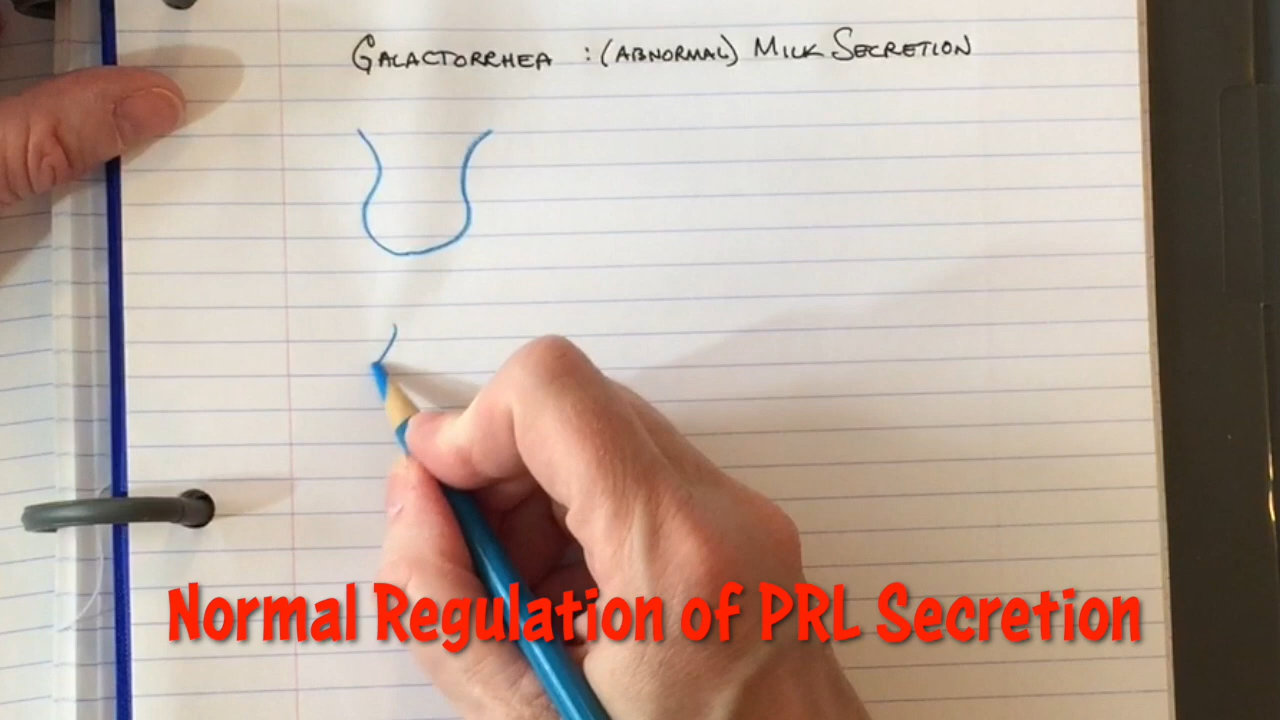 GALACTORRHEA : (ABNORMAL) MILK SECRETION
Normal Regulation of PRL Secretion